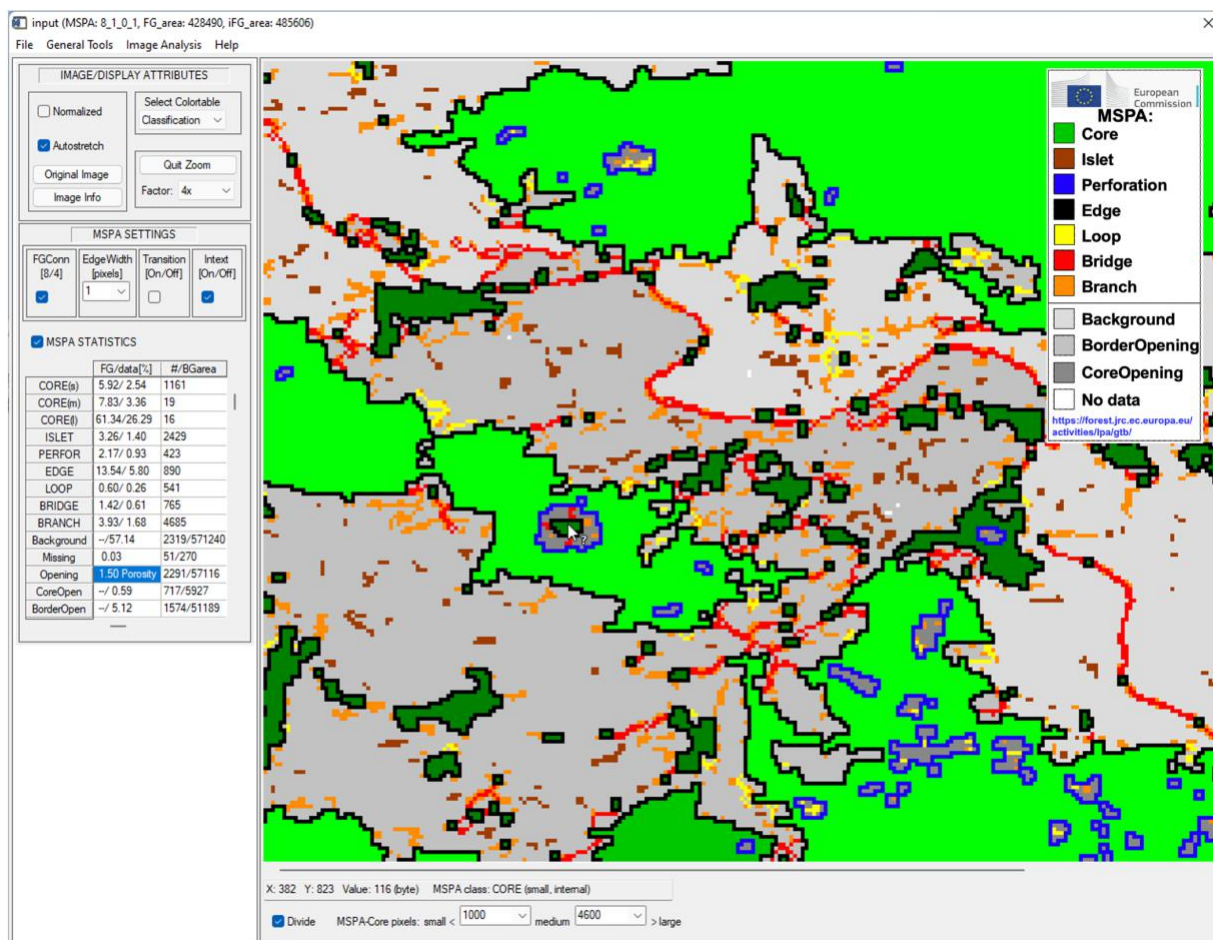 input (MSPA: 8_1_0_1, FG_area: 428490, iFG_area: 485606)
File General Tools Image Analysis Help
IMAGE/DISPLAY ATTRIBUTES
Normalized
Autostretch
Original Image
Image Info
Select Colortable
Classification
Quit Zoom
Factor: 4x
MSPA SETTINGS
FGConn [8/4]
EdgeWidth [pixels]
1
Transition [On/Off]
Intext [On/Off]
MSPA STATISTICS
FG/data[%] #/BGarea
CORE(s) 5.92/ 2.54 1161
CORE(m) 7.83/ 3.36 19
CORE(l) 61.34/26.29 16
ISLET 3.26/ 1.40 2429
PERFOR 2.17/ 0.93 423
EDGE 13.54/ 5.80 890
LOOP 0.60/ 0.26 541
BRIDGE 1.42/ 0.61 765
BRANCH 3.93/ 1.68 4685
Background --/57.14 2319/571240
Missing 0.03 51/270
Opening 1.50 Porosity 2291/57116
CoreOpen --/ 0.59 717/5927
BorderOpen --/ 5.12 1574/51189
European
Commission
MSPA:
Core
Islet
Perforation
Edge
Loop
Bridge
Branch
Background
BorderOpening
CoreOpening
No data
https://forest.jrc.ec.europa.eu/
activities/lpa/gtb/
X: 382 Y: 823 Value: 116 (byte) MSPA class: CORE (small, internal)
Divide MSPA-Core pixels: small < 1000 medium 4600 > large